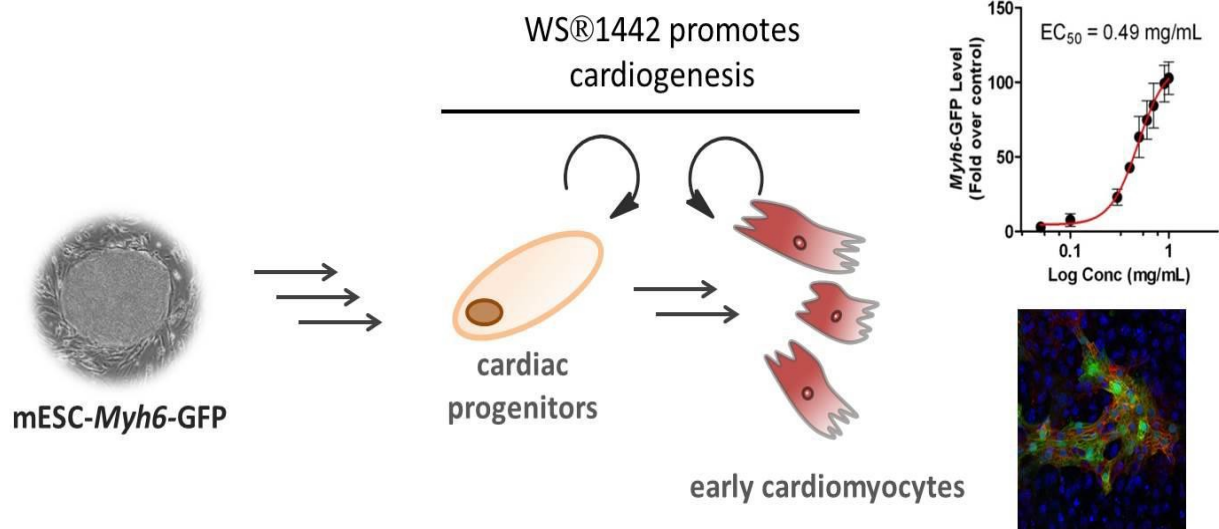 WS®1442 promotes
cardiogenesis
mESC-Myh6-GFP
cardiac
progenitors
early cardiomyocytes
Myh6-GFP Level
(Fold over control)
150
100
50
0
EC50 = 0.49 mg/mL
0.1
1
Log Conc (mg/mL)